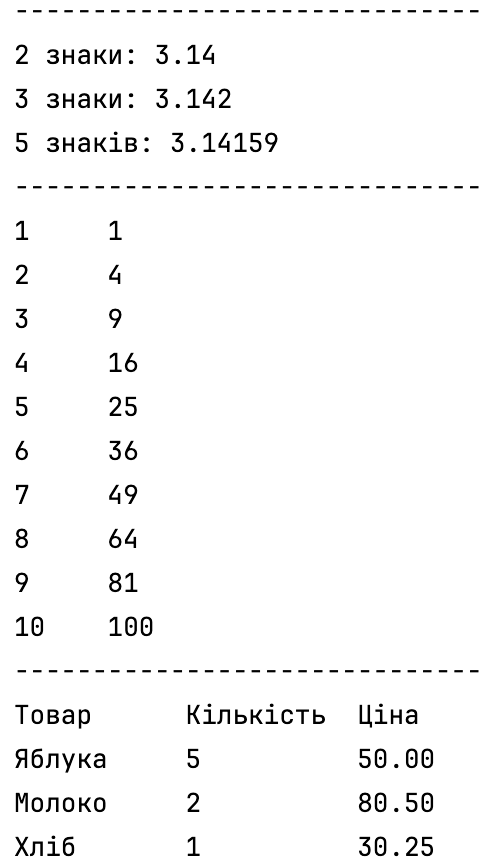 ------------------------------
2 знаки: 3.14
3 знаки: 3.142
5 знаків: 3.14159
------------------------------
1     1
2     4
3     9
4     16
5     25
6     36
7     49
8     64
9     81
10    100
------------------------------
Товар      Кількість  Ціна
Яблука     5          50.00
Молоко     2          80.50
Хліб       1          30.25